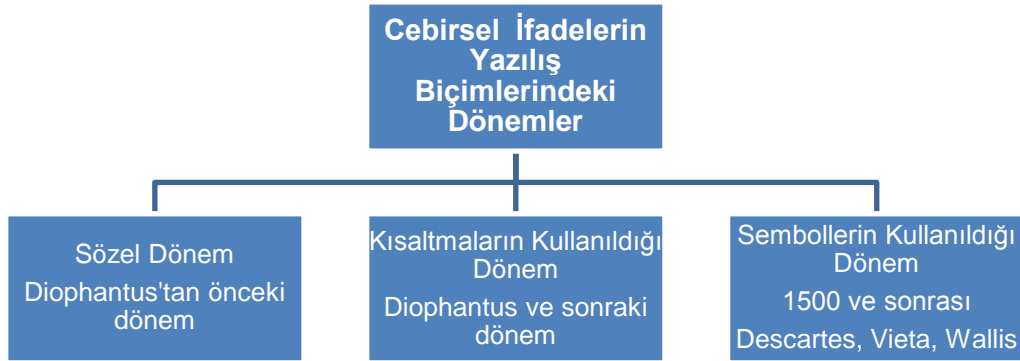 Cebirsel İfadelerin
Yazılış
Biçimlerindeki
Dönemler
Sözel Dönem
Diophantus'tan önceki
dönem
Kısaltmaların Kullanıldığı
Dönem
Diophantus ve sonraki
dönem
Sembollerin Kullanıldığı
Dönem
1500 ve sonrası
Descartes, Vieta, Wallis